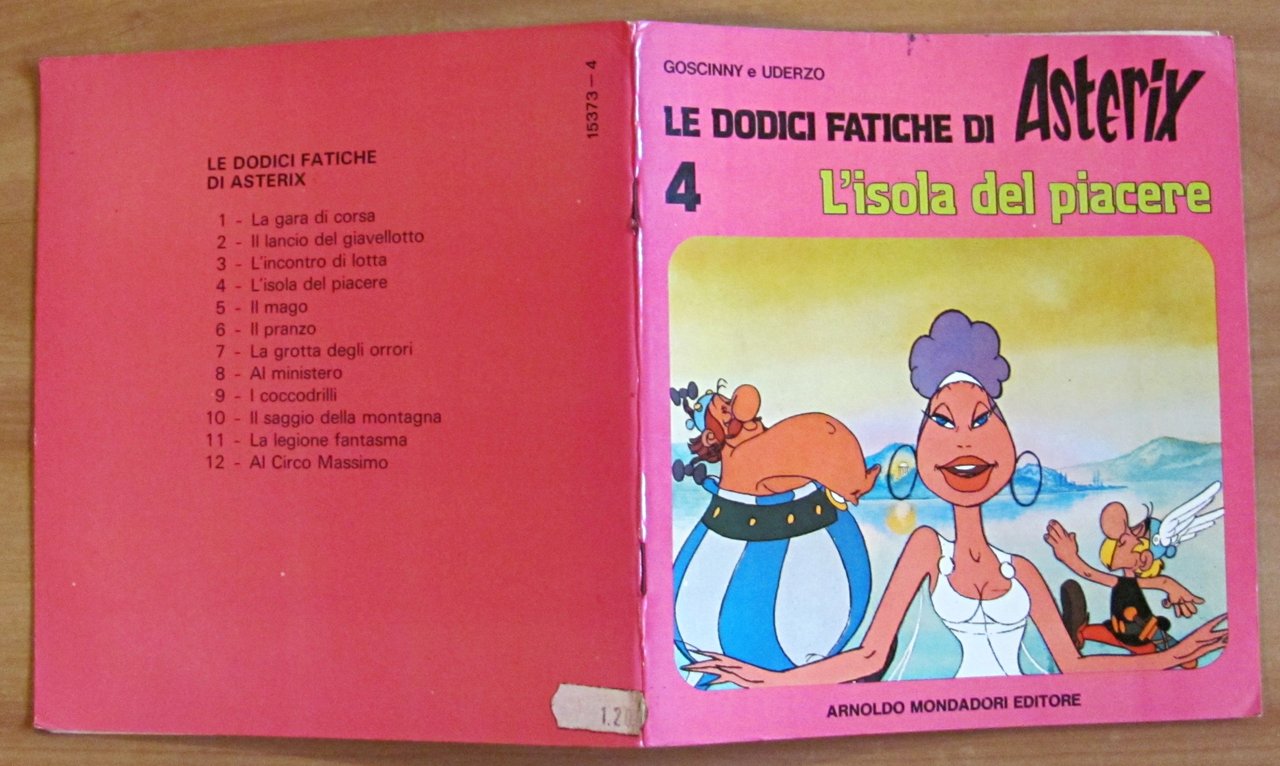 15373-4
LE DODICI FATICHE
DI ASTERIX
1 - La gara di corsa
2 - Il lancio del giavellotto
3 - L'incontro di lotta
4 - L'isola del piacere
5 - Il mago
6 - Il pranzo
7 - La grotta degli orrori
8 - Al ministero
9 - I coccodrilli
10 - Il saggio della montagna
11 - La legione fantasma
12 - Al Circo Massimo
GOSCINNY e UDERZO
LE DODICI FATICHE DI Asterix
4 L'isola del piacere
ARNOLDO MONDADORI EDITORE